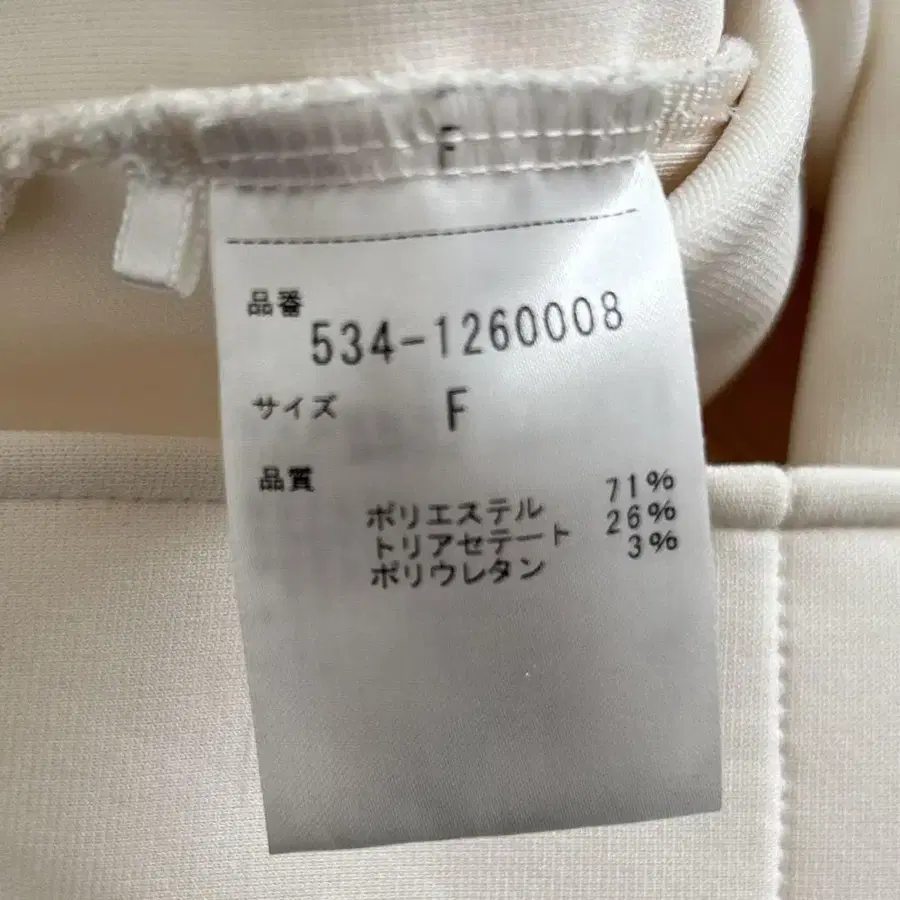 F
品番
534-1260008
サイズ F
品質
ポリエステル 71%
トリアセテート 26%
ポリウレタン 3%